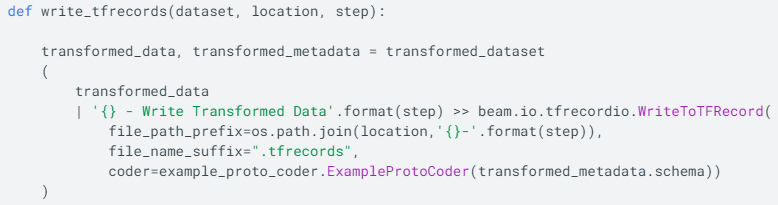 def write_tfrecords(dataset, location, step):
transformed_data, transformed_metadata = transformed_dataset
(
transformed_data
| '{} - Write Transformed Data'.format(step) >> beam.io.tfrecordio.WriteToTFRecord(
file_path_prefix=os.path.join(location,'{}-'.format(step)),
file_name_suffix=".tfrecords",
coder=example_proto_coder.ExampleProtoCoder(transformed_metadata.schema))
)